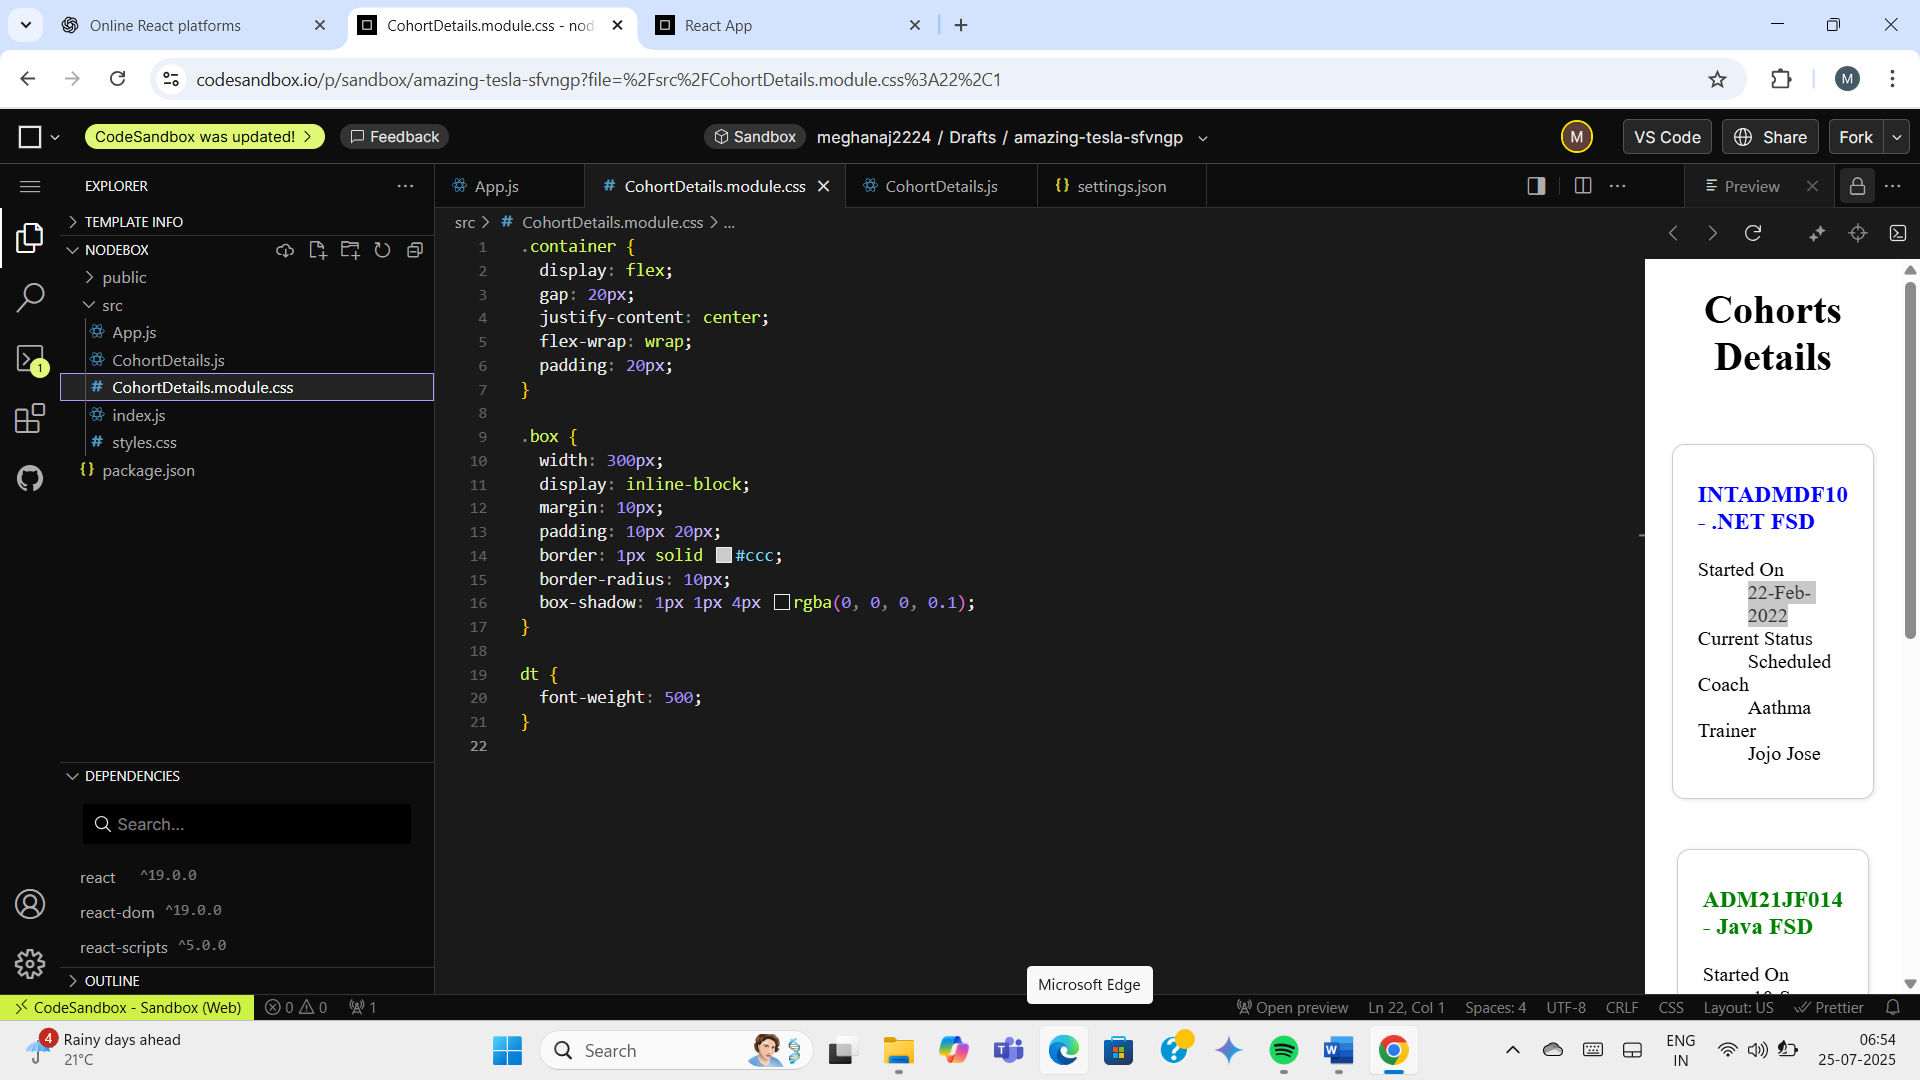 Online React platforms
CohortDetails.module.css - nod
React App
codesandbox.io/p/sandbox/amazing-tesla-sfvngp?file=%2Fsrc%2FCohortDetails.module.css%3A22%2C1
M
CodeSandbox was updated!
Feedback
Sandbox
meghanaj2224 / Drafts / amazing-tesla-sfvngp
M
VS Code
Share
Fork
EXPLORER
App.js
# CohortDetails.module.css
CohortDetails.js
{} settings.json
Preview
TEMPLATE INFO
NODEBOX
public
src
App.js
CohortDetails.js
# CohortDetails.module.css
index.js
# styles.css
{} package.json
1
src > # CohortDetails.module.css > ...
1 .container {
2 display: flex;
3 gap: 20px;
4 justify-content: center;
5 flex-wrap: wrap;
6 padding: 20px;
7 }
8
9 .box {
10 width: 300px;
11 display: inline-block;
12 margin: 10px;
13 padding: 10px 20px;
14 border: 1px solid #ccc;
15 border-radius: 10px;
16 box-shadow: 1px 1px 4px rgba(0, 0, 0, 0.1);
17 }
18
19 dt {
20 font-weight: 500;
21 }
22
Cohorts
Details
INTADMDF10
- .NET FSD
Started On
22-Feb-
2022
Current Status
Scheduled
Coach
Aathma
Trainer
Jojo Jose
ADM21JF014
- Java FSD
Started On
DEPENDENCIES
Search...
react ^19.0.0
react-dom ^19.0.0
react-scripts ^5.0.0
OUTLINE
Microsoft Edge
CodeSandbox - Sandbox (Web)
0
0
1
Open preview
Ln 22, Col 1
Spaces: 4
UTF-8
CRLF
CSS
Layout: US
Prettier
4
Rainy days ahead
21°C
Search
ENG
IN
06:54
25-07-2025